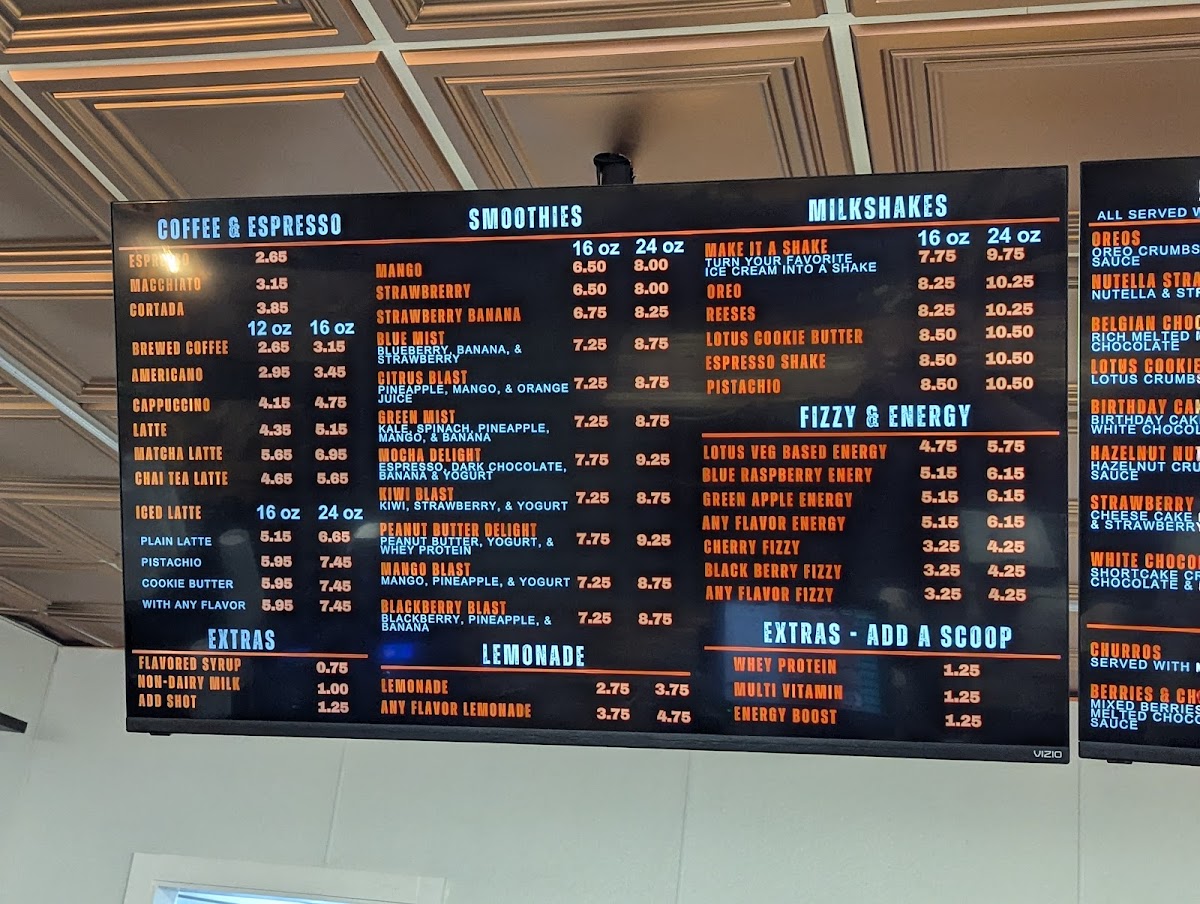 COFFEE & ESPRESSO
ESPRESSO 2.65
MACCHIATO 3.15
CORTADA 3.85
12 oz 16 oz
BREWED COFFEE 2.65 3.15
AMERICANO 2.95 3.45
CAPPUCCINO 4.15 4.75
LATTE 4.35 5.15
MATCHA LATTE 5.65 6.95
CHAI TEA LATTE 4.65 5.65
ICED LATTE 16 oz 24 oz
PLAIN LATTE 5.15 6.65
PISTACHIO 5.95 7.45
COOKIE BUTTER 5.95 7.45
WITH ANY FLAVOR 5.95 7.45
EXTRAS
FLAVORED SYRUP 0.75
NON-DAIRY MILK 1.00
ADD SHOT 1.25
SMOOTHIES
16 oz 24 oz
MANGO 6.50 8.00
STRAWBRERRY 6.50 8.00
STRAWBERRY BANANA 6.75 8.25
BLUE MIST 7.25 8.75
BLUEBERRY, BANANA, &
STRAWBERRY
CITRUS BLAST
PINEAPPLE, MANGO, & ORANGE 7.25 8.75
JUICE
GREEN MIST 7.25 8.75
KALE, SPINACH, PINEAPPLE,
MANGO, & BANANA
MOCHA DELIGHT 7.75 9.25
ESPRESSO, DARK CHOCOLATE,
BANANA & YOGURT
KIWI BLAST 7.25 8.75
KIWI, STRAWBERRY, & YOGURT
PEANUT BUTTER DELIGHT 7.75 9.25
PEANUT BUTTER, YOGURT, &
WHEY PROTEIN
MANGO BLAST
MANGO, PINEAPPLE, & YOGURT 7.25 8.75
BLACKBERRY BLAST 7.25 8.75
BLACKBERRY, PINEAPPLE, &
BANANA
LEMONADE
LEMONADE 2.75 3.75
ANY FLAVOR LEMONADE 3.75 4.75
MILKSHAKES
16 oz 24 oz
MAKE IT A SHAKE 7.75 9.75
TURN YOUR FAVORITE
ICE CREAM INTO A SHAKE
OREO 8.25 10.25
REESES 8.25 10.25
LOTUS COOKIE BUTTER 8.50 10.50
ESPRESSO SHAKE 8.50 10.50
PISTACHIO 8.50 10.50
FIZZY & ENERGY
LOTUS VEG BASED ENERGY 4.75 5.75
BLUE RASPBERRY ENERY 5.15 6.15
GREEN APPLE ENERGY 5.15 6.15
ANY FLAVOR ENERGY 5.15 6.15
CHERRY FIZZY 3.25 4.25
BLACK BERRY FIZZY 3.25 4.25
ANY FLAVOR FIZZY 3.25 4.25
EXTRAS - ADD A SCOOP
WHEY PROTEIN 1.25
MULTI VITAMIN 1.25
ENERGY BOOST 1.25
VIZIO
ALL SERVED
OREOS
OREO CRUMBS
SAUCE
NUTELLA
NUTELLA &
BELGIAN
RICH MELTED
CHOCOLATE
LOTUS COOKIE
LOTUS CRUMBS
BIRTHDAY
BIRTHDAY
WHITE
HAZELNUT
HAZELNUT
SAUCE
STRAWBERRY
CHEESE CAKE
& STRAWBERRY
WHITE
SHORTCAKE
CHOCOLATE &
CHURROS
SERVED WITH
BERRIES &
MIXED BERRIES
MELTED
SAUCE